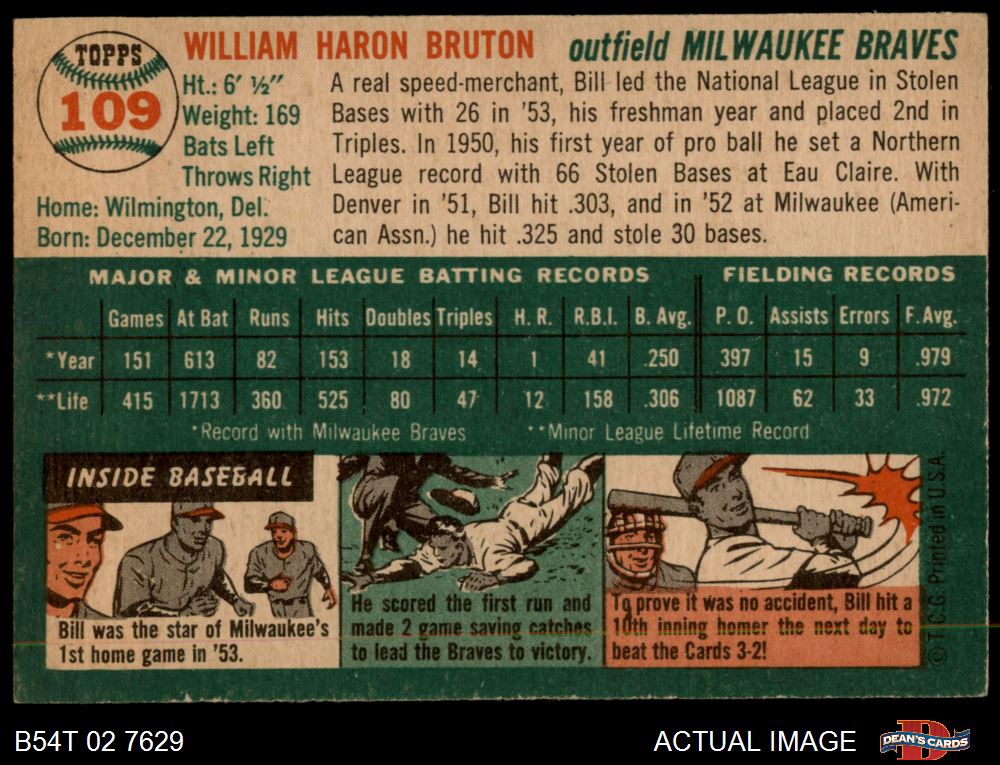 TOPPS
109
WILLIAM HARON BRUTON outfield MILWAUKEE BRAVES
Ht.: 6' ½"
Weight: 169
Bats Left
Throws Right
Home: Wilmington, Del.
Born: December 22, 1929
A real speed-merchant, Bill led the National League in Stolen
Bases with 26 in '53, his freshman year and placed 2nd in
Triples. In 1950, his first year of pro ball he set a Northern
League record with 66 Stolen Bases at Eau Claire. With
Denver in '51, Bill hit .303, and in '52 at Milwaukee (Ameri-
can Assn.) he hit .325 and stole 30 bases.
MAJOR & MINOR LEAGUE BATTING RECORDS FIELDING RECORDS
Games At Bat Runs Hits Doubles Triples H. R. R.B.I. B. Avg. P. O. Assists Errors F. Avg.
*Year 151 613 82 153 18 14 1 41 .250 397 15 9 .979
**Life 415 1713 360 525 80 47 12 158 .306 1087 62 33 .972
*Record with Milwaukee Braves **Minor League Lifetime Record
INSIDE BASEBALL
Bill was the star of Milwaukee's
1st home game in '53.
He scored the first run and
made 2 game saving catches
to lead the Braves to victory.
To prove it was no accident, Bill hit a
10th inning homer the next day to
beat the Cards 3-2!
© T.C.G. Printed in U.S.A.
B54T 02 7629 ACTUAL IMAGE
D
DEAN'S CARDS